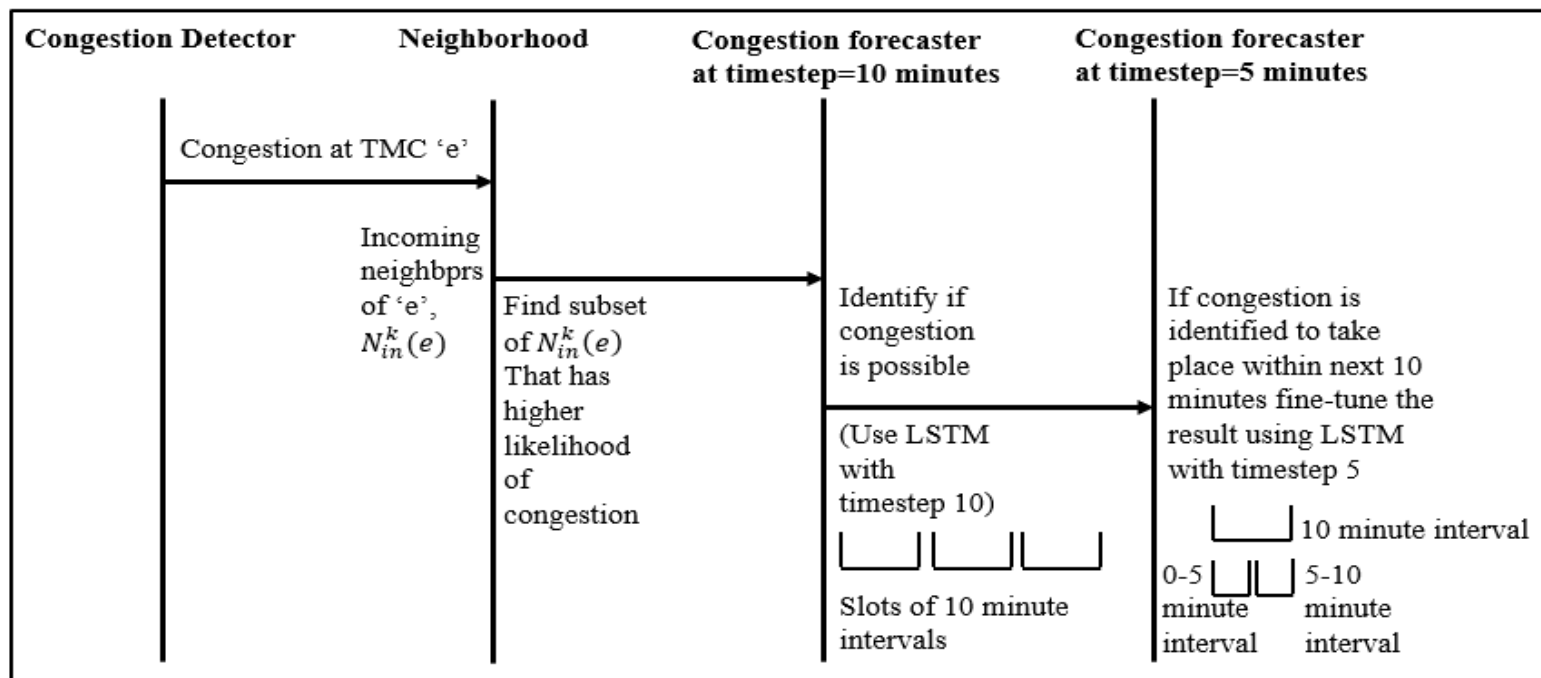 Congestion Detector
Neighborhood
Congestion forecaster
at timestep=10 minutes
Congestion forecaster
at timestep=5 minutes
Congestion at TMC ‘e’
Incoming
neighbprs
of ‘e’,
$N_{in}^{k}(e)$
Find subset
of $N_{in}^{k}(e)$
That has
higher
likelihood
of
congestion
Identify if
congestion
is possible
(Use LSTM
with
timestep 10)
Slots of 10 minute
intervals
If congestion is
identified to take
place within next 10
minutes fine-tune the
result using LSTM
with timestep 5
10 minute interval
0-5
minute
interval
5-10
minute
interval